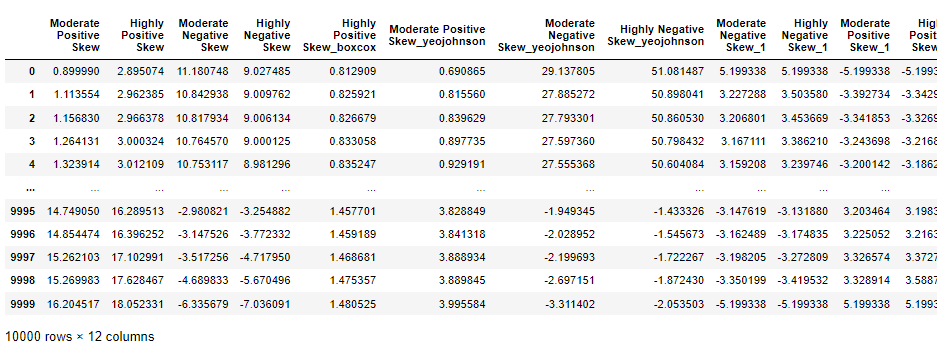 Moderate Positive Skew Highly Positive Skew Moderate Negative Skew Highly Negative Skew Highly Positive Skew_boxcox Moderate Positive Skew_yeojohnson Moderate Negative Skew_yeojohnson Highly Negative Skew_yeojohnson Moderate Negative Skew_1 Highly Negative Skew_1 Moderate Positive Skew_1
0 0.899990 2.895074 11.180748 9.027485 0.812909 0.690865 29.137805 51.081487 5.199338 5.199338 -5.199338 -5.1993
1 1.113554 2.962385 10.842938 9.009762 0.825921 0.815560 27.885272 50.898041 3.227288 3.503580 -3.392734 -3.3429
2 1.156830 2.966378 10.817934 9.006134 0.826679 0.839629 27.793301 50.860530 3.206801 3.453669 -3.341853 -3.3269
3 1.264131 3.000324 10.764570 9.000125 0.833058 0.897735 27.597360 50.798432 3.167111 3.386210 -3.243698 -3.2168
4 1.323914 3.012109 10.753117 8.981296 0.835247 0.929191 27.555368 50.604084 3.159208 3.239746 -3.200142 -3.1862
... ... ... ... ... ... ... ... ... ... ... ...
9995 14.749050 16.289513 -2.980821 -3.254882 1.457701 3.828849 -1.949345 -1.433326 -3.147619 -3.131880 3.203464 3.1983
9996 14.854474 16.396252 -3.147526 -3.772332 1.459189 3.841318 -2.028952 -1.545673 -3.162489 -3.174835 3.225052 3.2163
9997 15.262103 17.102991 -3.517256 -4.717950 1.468681 3.888934 -2.199693 -1.722267 -3.198205 -3.272809 3.326574 3.3727
9998 15.269983 17.628467 -4.689833 -5.670496 1.475357 3.889845 -2.697151 -1.872430 -3.350199 -3.419532 3.328914 3.5887
9999 16.204517 18.052331 -6.335679 -7.036091 1.480525 3.995584 -3.311402 -2.053503 -5.199338 -5.199338 5.199338 5.1993
10000 rows × 12 columns